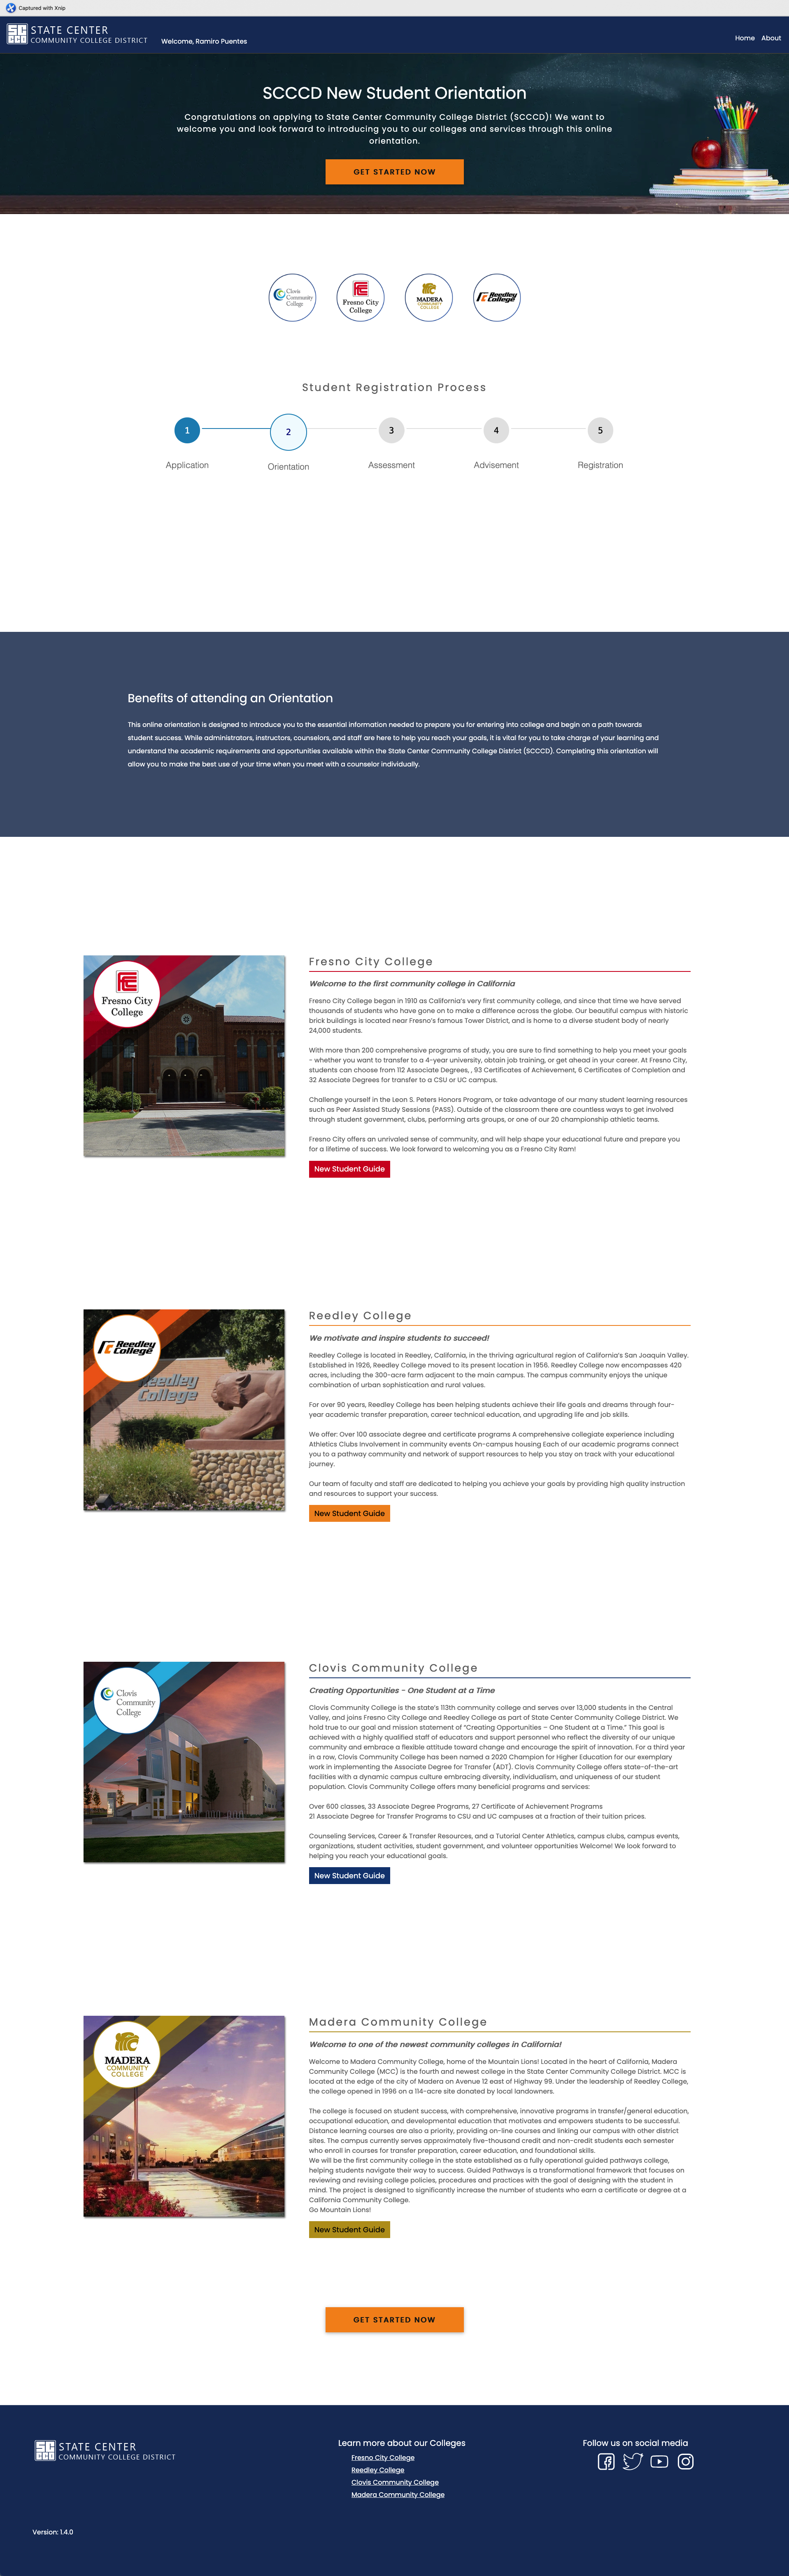 Captured with Xnip
STATE CENTER
COMMUNITY COLLEGE DISTRICT
Welcome, Ramiro Puentes
Home About
SCCCD New Student Orientation
Congratulations on applying to State Center Community College District (SCCCD)! We want to
welcome you and look forward to introducing you to our colleges and services through this online
orientation.
GET STARTED NOW
Clovis
Community
College
Fresno City
College
MADERA
COMMUNITY
COLLEGE
Reedley
College
Student Registration Process
1 2 3 4 5
Application Orientation Assessment Advisement Registration
Benefits of attending an Orientation
This online orientation is designed to introduce you to the essential information needed to prepare you for entering into college and begin on a path towards
student success. While administrators, instructors, counselors, and staff are here to help you reach your goals, it is vital for you to take charge of your learning and
understand the academic requirements and opportunities available within the State Center Community College District (SCCCD). Completing this orientation will
allow you to make the best use of your time when you meet with a counselor individually.
Fresno City
College
Fresno City College
Welcome to the first community college in California
Fresno City College began in 1910 as California's very first community college, and since that time we have served
thousands of students who have gone on to make a difference across the globe. Our beautiful campus with historic
brick buildings is located near Fresno's famous Tower District, and is home to a diverse student body of nearly
24,000 students.
With more than 200 comprehensive programs of study, you are sure to find something to help you meet your goals
- whether you want to transfer to a 4-year university, obtain job training, or get ahead in your career. At Fresno City,
students can choose from 112 Associate Degrees, , 93 Certificates of Achievement, 6 Certificates of Completion and
32 Associate Degrees for transfer to a CSU or UC campus.
Challenge yourself in the Leon S. Peters Honors Program, or take advantage of our many student learning resources
such as Peer Assisted Study Sessions (PASS). Outside of the classroom there are countless ways to get involved
through student government, clubs, performing arts groups, or one of our 20 championship athletic teams.
Fresno City offers an unrivaled sense of community, and will help shape your educational future and prepare you
for a lifetime of success. We look forward to welcoming you as a Fresno City Ram!
New Student Guide
Reedley
College
Reedley
College
Reedley College
We motivate and inspire students to succeed!
Reedley College is located in Reedley, California, in the thriving agricultural region of California's San Joaquin Valley.
Established in 1926, Reedley College moved to its present location in 1956. Reedley College now encompasses 420
acres, including the 300-acre farm adjacent to the main campus. The campus community enjoys the unique
combination of urban sophistication and rural values.
For over 90 years, Reedley College has been helping students achieve their life goals and dreams through four-
year academic transfer preparation, career technical education, and upgrading life and job skills.
We offer: Over 100 associate degree and certificate programs A comprehensive collegiate experience including
Athletics Clubs Involvement in community events On-campus housing Each of our academic programs connect
you to a pathway community and network of support resources to help you stay on track with your educational
journey.
Our team of faculty and staff are dedicated to helping you achieve your goals by providing high quality instruction
and resources to support your success.
New Student Guide
Clovis
Community
College
Clovis Community College
Creating Opportunities - One Student at a Time
Clovis Community College is the state's 113th community college and serves over 13,000 students in the Central
Valley, and joins Fresno City College and Reedley College as part of State Center Community College District. We
hold true to our goal and mission statement of "Creating Opportunities – One Student at a Time." This goal is
achieved with a highly qualified staff of educators and support personnel who reflect the diversity of our unique
community and embrace a flexible attitude toward change and encourage the spirit of innovation. For a third year
in a row, Clovis Community College has been named a 2020 Champion for Higher Education for our exemplary
work in implementing the Associate Degree for Transfer (ADT). Clovis Community College offers state-of-the-art
facilities with a dynamic campus culture embracing diversity, individualism, and uniqueness of our student
population. Clovis Community College offers many beneficial programs and services:
Over 600 classes, 33 Associate Degree Programs, 27 Certificate of Achievement Programs
21 Associate Degree for Transfer Programs to CSU and UC campuses at a fraction of their tuition prices.
Counseling Services, Career & Transfer Resources, and a Tutorial Center Athletics, campus clubs, campus events,
organizations, student activities, student government, and volunteer opportunities Welcome! We look forward to
helping you reach your educational goals.
New Student Guide
MADERA
COMMUNITY
COLLEGE
Madera Community College
Welcome to one of the newest community colleges in California!
Welcome to Madera Community College, home of the Mountain Lions! Located in the heart of California, Madera
Community College (MCC) is the fourth and newest college in the State Center Community College District. MCC is
located at the edge of the city of Madera on Avenue 12 east of Highway 99. Under the leadership of Reedley College,
the college opened in 1996 on a 114-acre site donated by local landowners.
The college is focused on student success, with comprehensive, innovative programs in transfer/general education,
occupational education, and developmental education that motivates and empowers students to be successful.
Distance learning courses are also a priority, providing on-line courses and linking our campus with other district
sites. The campus currently serves approximately five-thousand credit and non-credit students each semester
who enroll in courses for transfer preparation, career education, and foundational skills.
We will be the first community college in the state established as a fully operational guided pathways college,
helping students navigate their way to success. Guided Pathways is a transformational framework that focuses on
reviewing and revising college policies, procedures and practices with the goal of designing with the student in
mind. The project is designed to significantly increase the number of students who earn a certificate or degree at a
California Community College.
Go Mountain Lions!
New Student Guide
GET STARTED NOW
STATE CENTER
COMMUNITY COLLEGE DISTRICT
Learn more about our Colleges
Fresno City College
Reedley College
Clovis Community College
Madera Community College
Follow us on social media
Version: 1.4.0